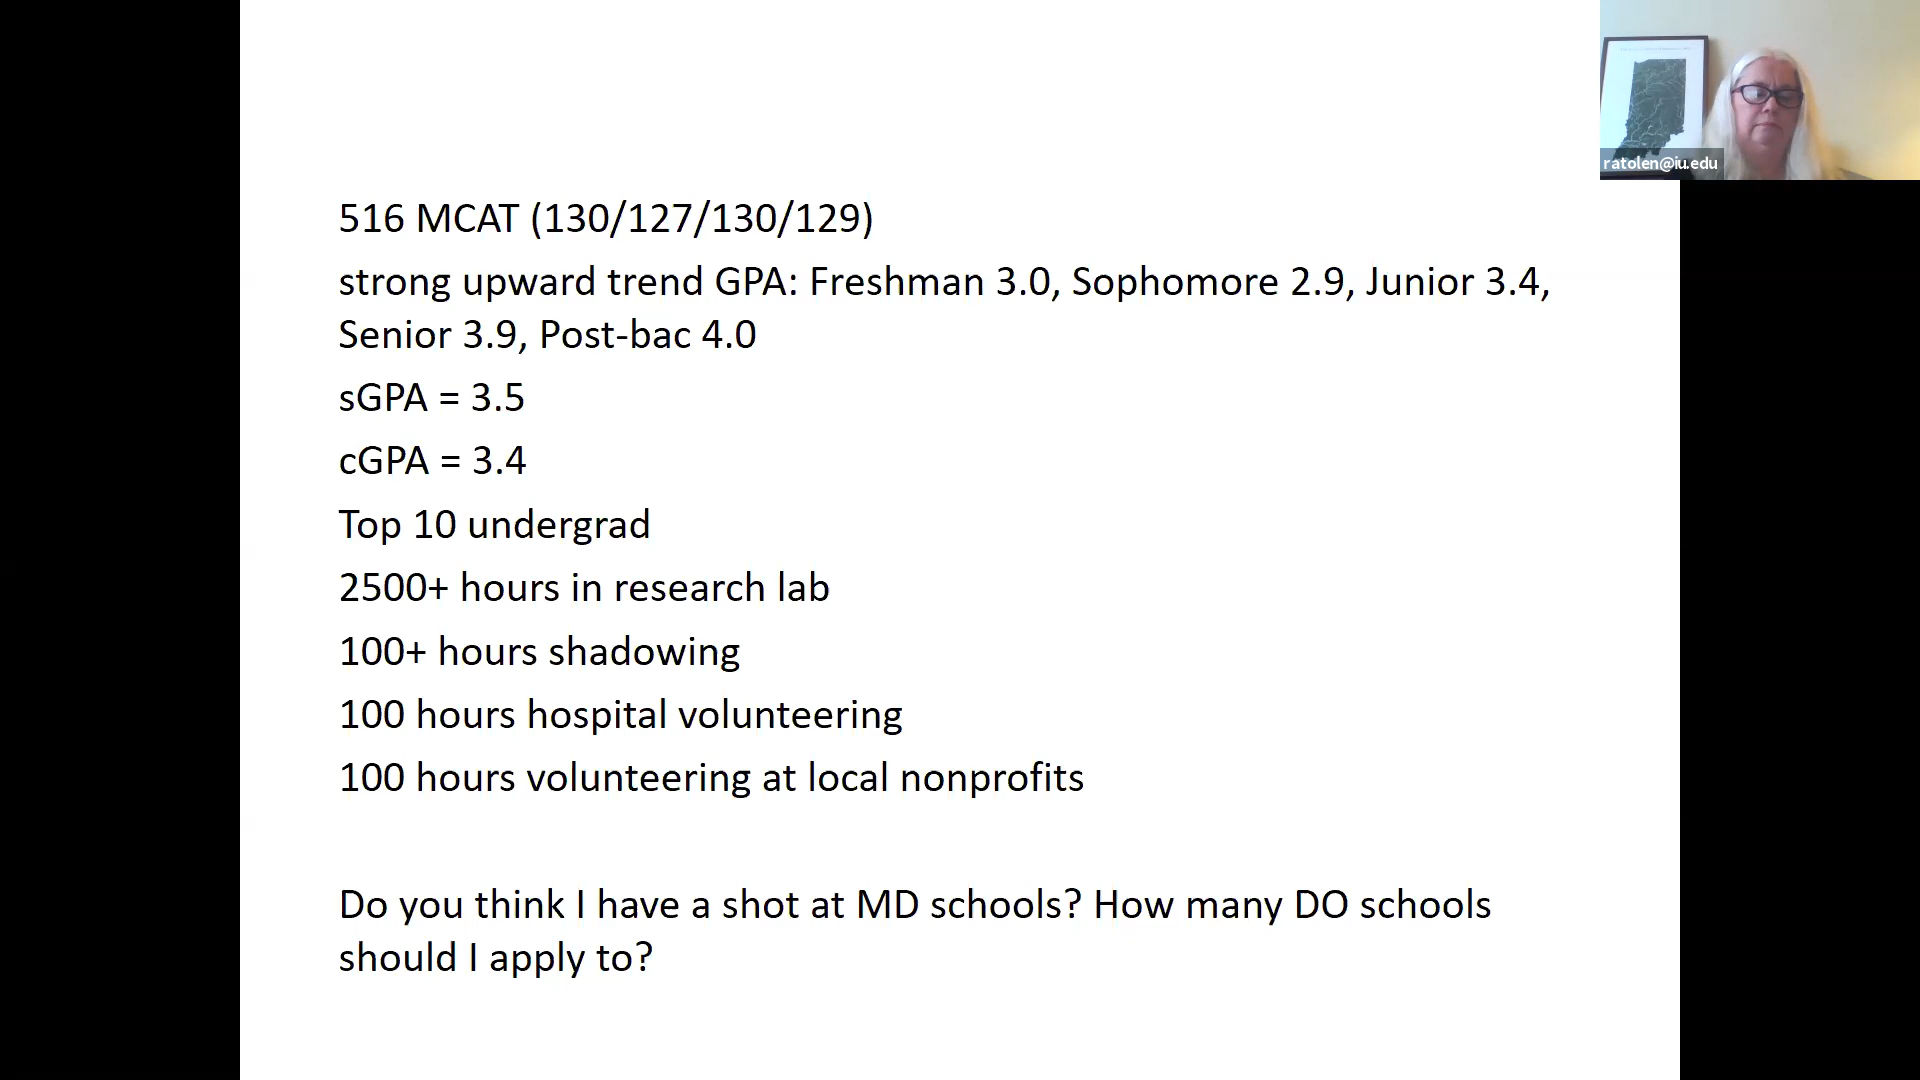 ratolen@iu.edu
516 MCAT (130/127/130/129)
strong upward trend GPA: Freshman 3.0, Sophomore 2.9, Junior 3.4,
Senior 3.9, Post-bac 4.0
sGPA = 3.5
cGPA = 3.4
Top 10 undergrad
2500+ hours in research lab
100+ hours shadowing
100 hours hospital volunteering
100 hours volunteering at local nonprofits
Do you think I have a shot at MD schools? How many DO schools
should I apply to?